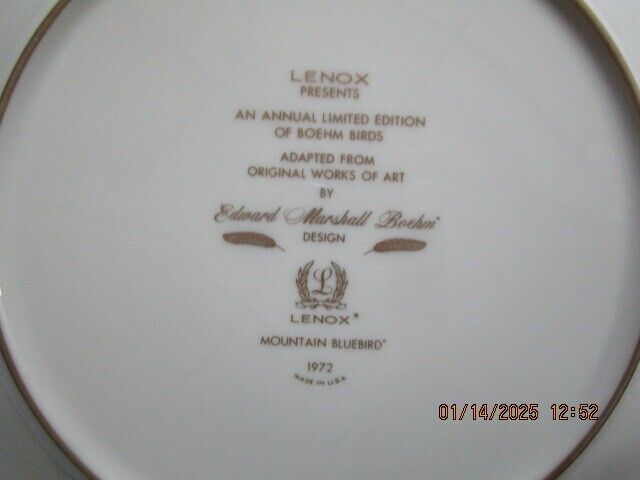 LENOX
PRESENTS
AN ANNUAL LIMITED EDITION
OF BOEHM BIRDS
ADAPTED FROM
ORIGINAL WORKS OF ART
BY
Edward Marshall Boehm*
DESIGN
L
LENOX®
MOUNTAIN BLUEBIRD*
1972
MADE IN U.S.A
01/14/2025 12:52